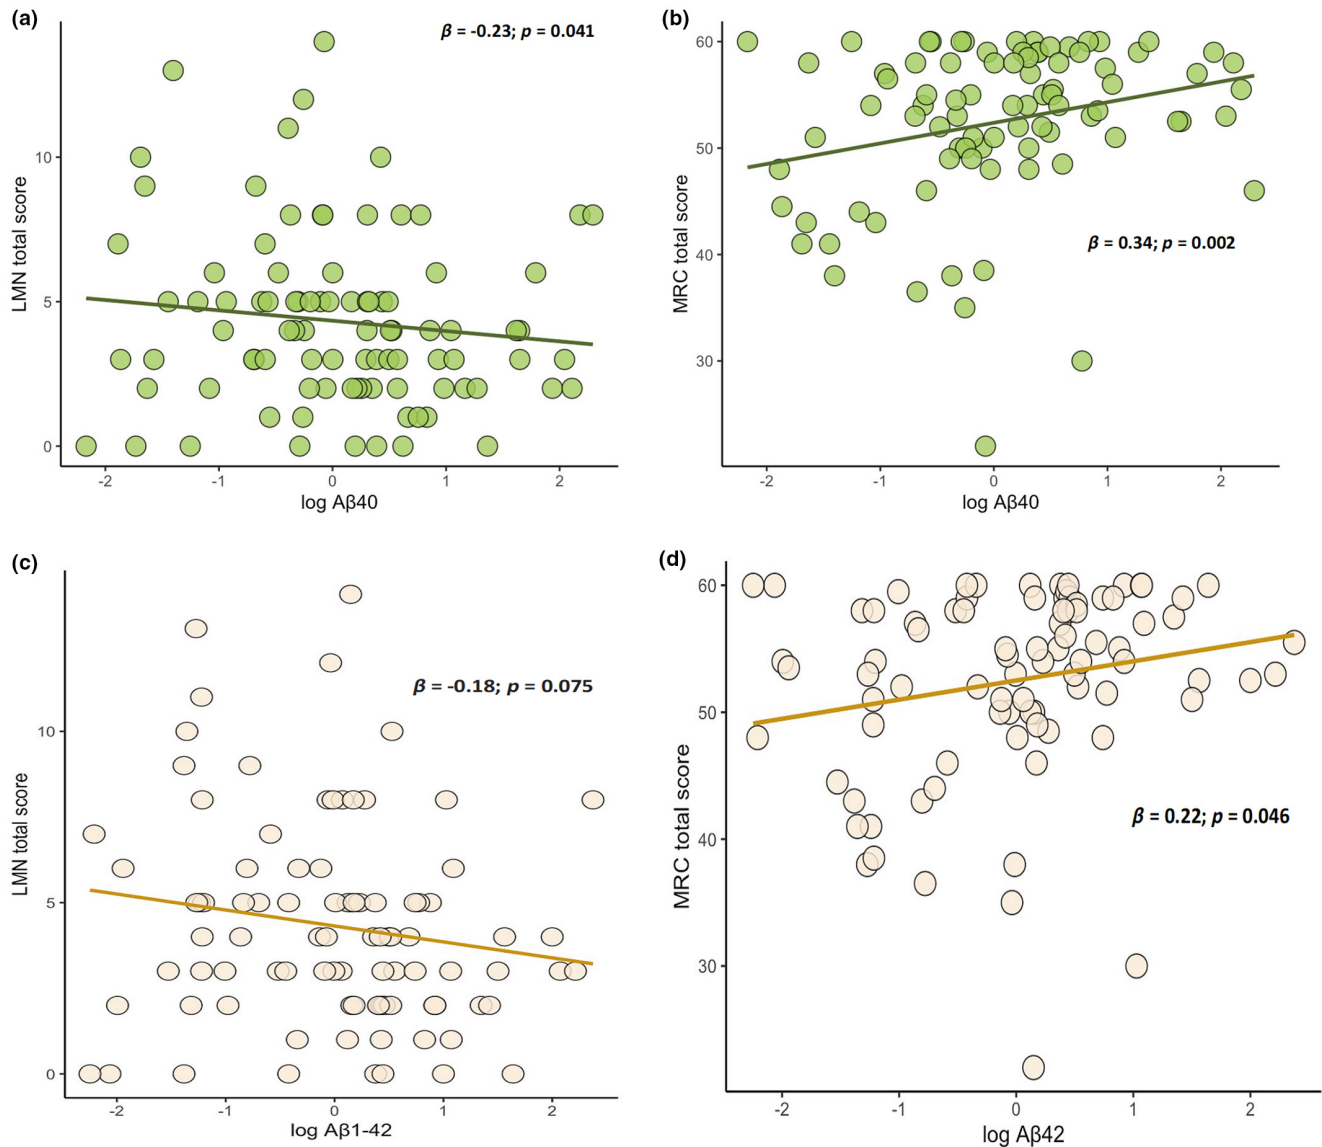 (a)
β = -0.23; p = 0.041
LMN total score
10
5
0
-2 -1 0 1 2
log Aβ40
(b)
β = 0.34; p = 0.002
MRC total score
60
50
40
30
-2 -1 0 1 2
log Aβ40
(c)
β = -0.18; p = 0.075
LMN total score
10
5
0
-2 -1 0 1 2
log Aβ1-42
(d)
β = 0.22; p = 0.046
MRC total score
60
50
40
30
-2 -1 0 1 2
log Aβ42